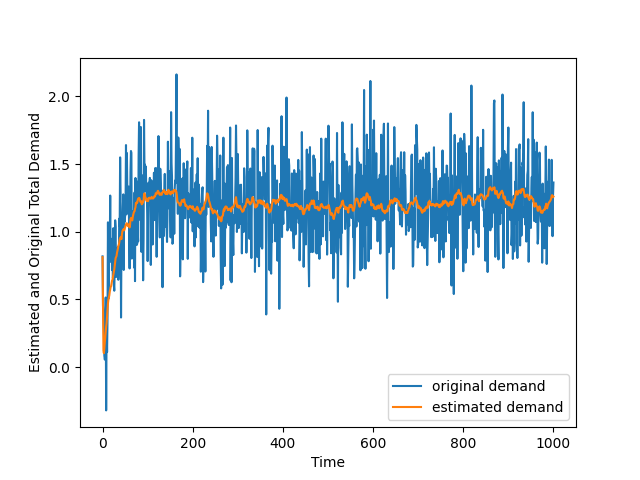 Estimated and Original Total Demand
2.0
1.5
1.0
0.5
0.0
original demand
estimated demand
0
200
400
600
800
1000
Time